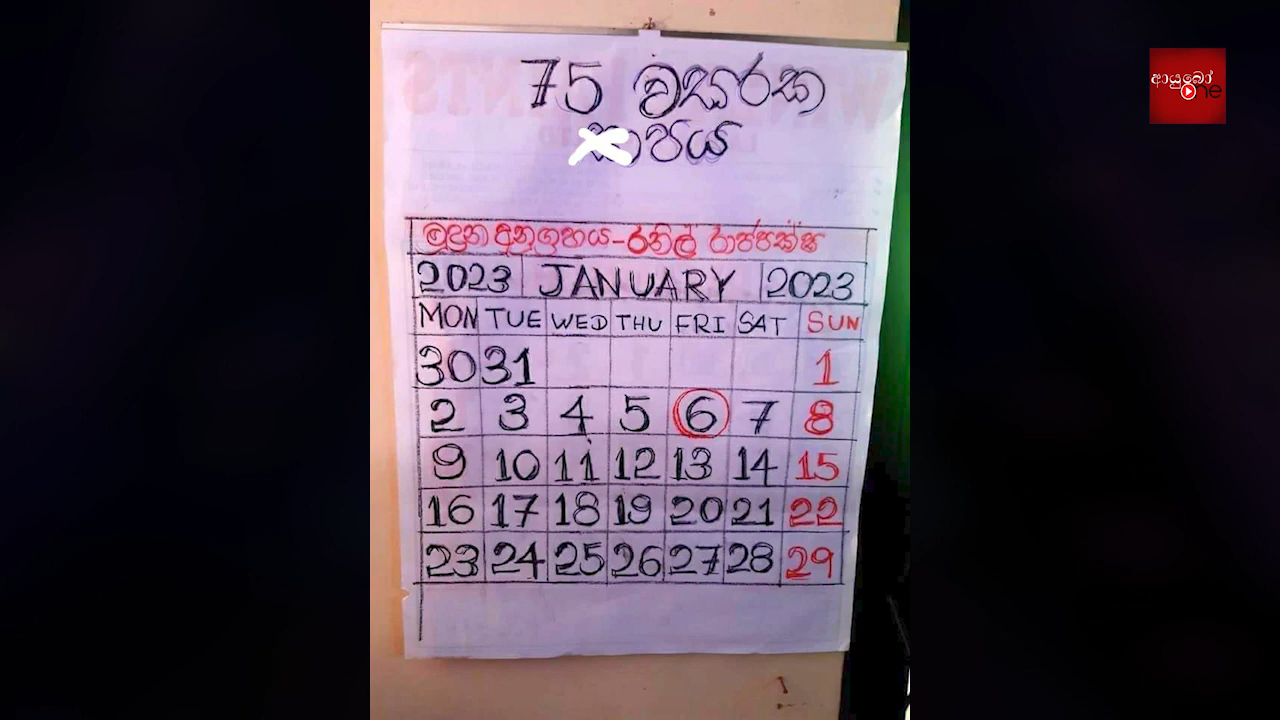 75 වසරක
පය
මුද්‍රිත අනුග්‍රහය - රනිල් රාජපක්ෂ
2023 JANUARY 2023
MON TUE WED THU FRI SAT SUN
30 31 1
2 3 4 5 6 7 8
9 10 11 12 13 14 15
16 17 18 19 20 21 22
23 24 25 26 27 28 29
ආයුබෝ
one